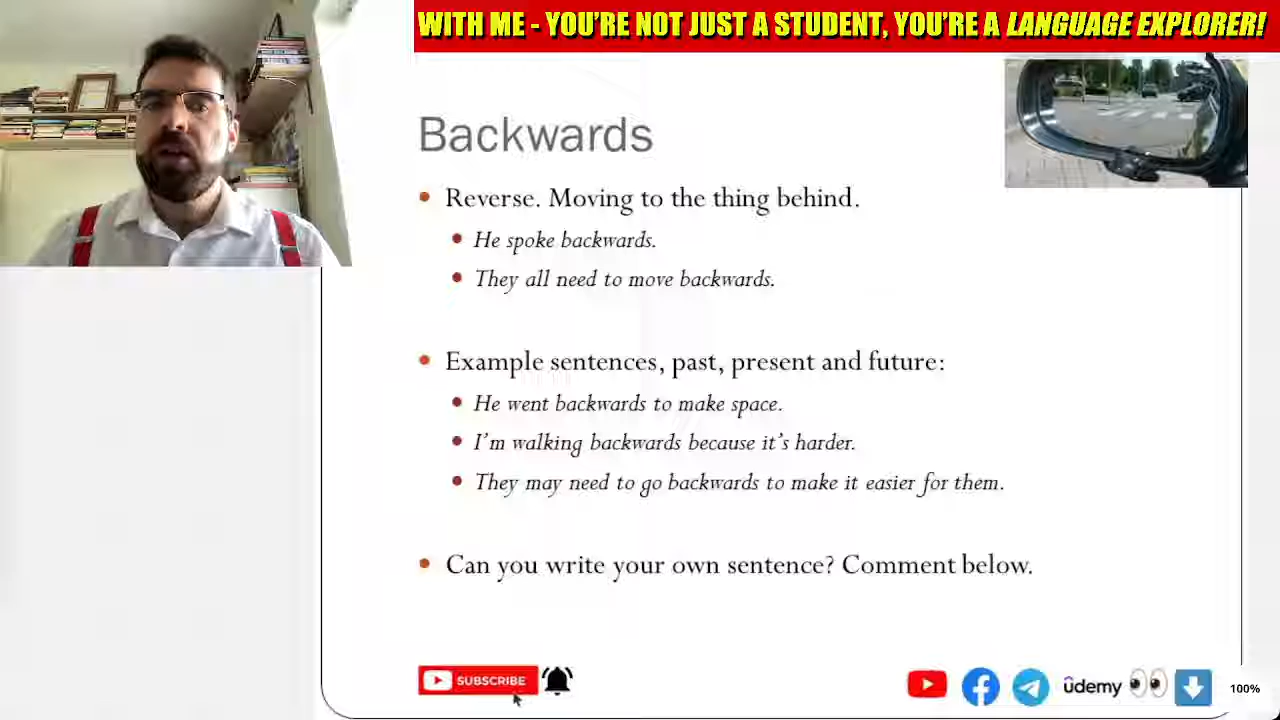 WITH ME - YOU'RE NOT JUST A STUDENT, YOU'RE A LANGUAGE EXPLORER!
Backwards
Reverse. Moving to the thing behind.
He spoke backwards.
They all need to move backwards.
Example sentences, past, present and future:
He went backwards to make space.
I'm walking backwards because it's harder.
They may need to go backwards to make it easier for them.
Can you write your own sentence? Comment below.
SUBSCRIBE
udemy
100%